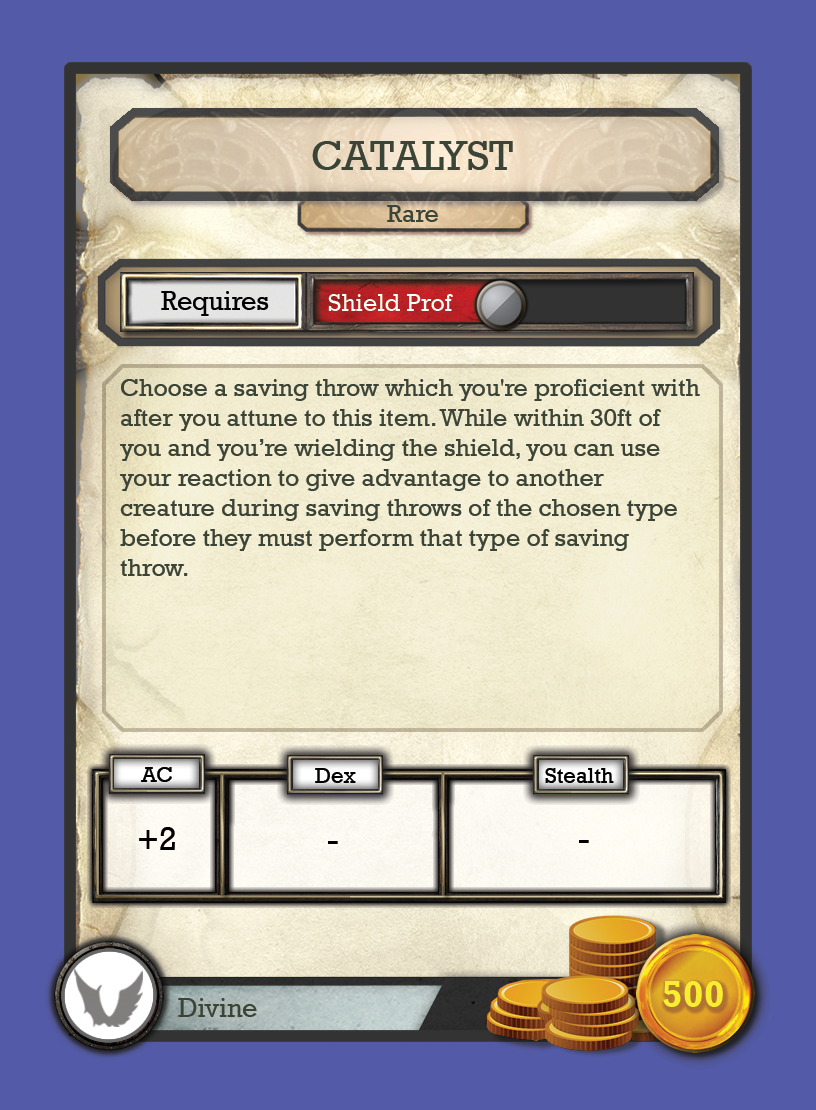 CATALYST
Rare
Requires Shield Prof
Choose a saving throw which you're proficient with
after you attune to this item. While within 30ft of
you and you’re wielding the shield, you can use
your reaction to give advantage to another
creature during saving throws of the chosen type
before they must perform that type of saving
throw.
AC Dex Stealth
+2 - -
Divine 500